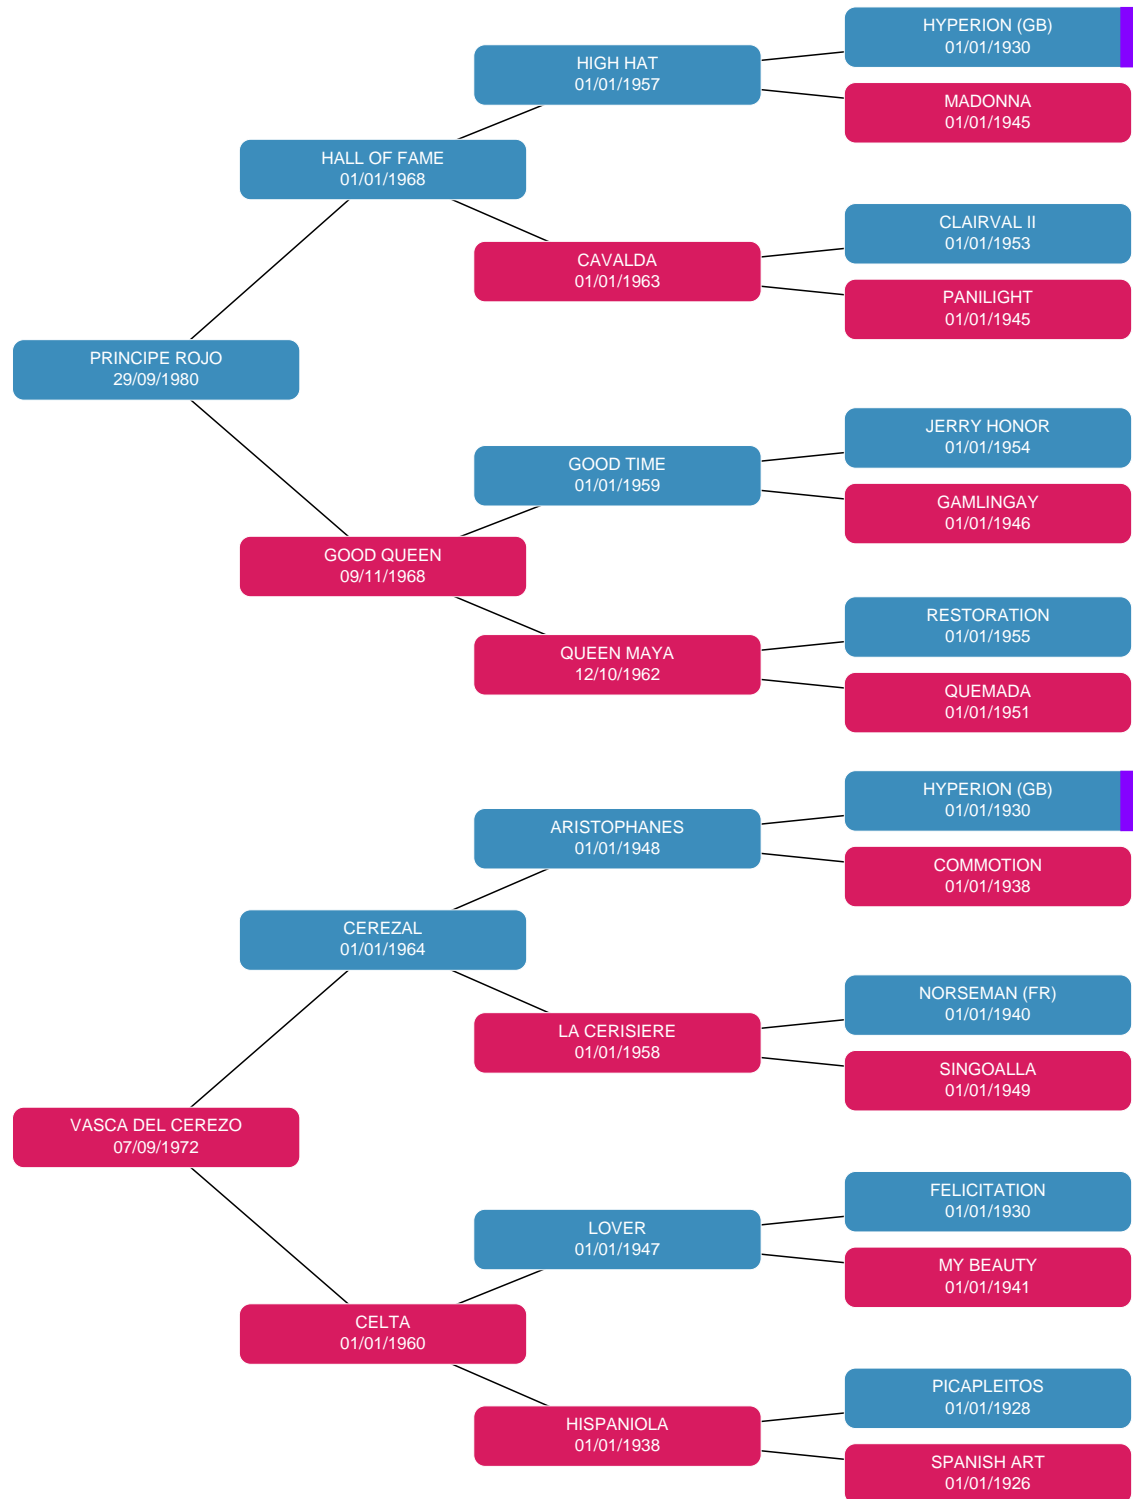 HYPERION (GB)
01/01/1930
HIGH HAT
01/01/1957
MADONNA
01/01/1945
HALL OF FAME
01/01/1968
CLAIRVAL II
01/01/1953
CAVALDA
01/01/1963
PANILIGHT
01/01/1945
PRINCIPE ROJO
29/09/1980
JERRY HONOR
01/01/1954
GOOD TIME
01/01/1959
GAMLINGAY
01/01/1946
GOOD QUEEN
09/11/1968
RESTORATION
01/01/1955
QUEEN MAYA
12/10/1962
QUEMADA
01/01/1951
HYPERION (GB)
01/01/1930
ARISTOPHANES
01/01/1948
COMMOTION
01/01/1938
CEREZAL
01/01/1964
NORSEMAN (FR)
01/01/1940
LA CERISIERE
01/01/1958
SINGOALLA
01/01/1949
VASCA DEL CEREZO
07/09/1972
FELICITATION
01/01/1930
LOVER
01/01/1947
MY BEAUTY
01/01/1941
CELTA
01/01/1960
PICAPLEITOS
01/01/1928
HISPANIOLA
01/01/1938
SPANISH ART
01/01/1926